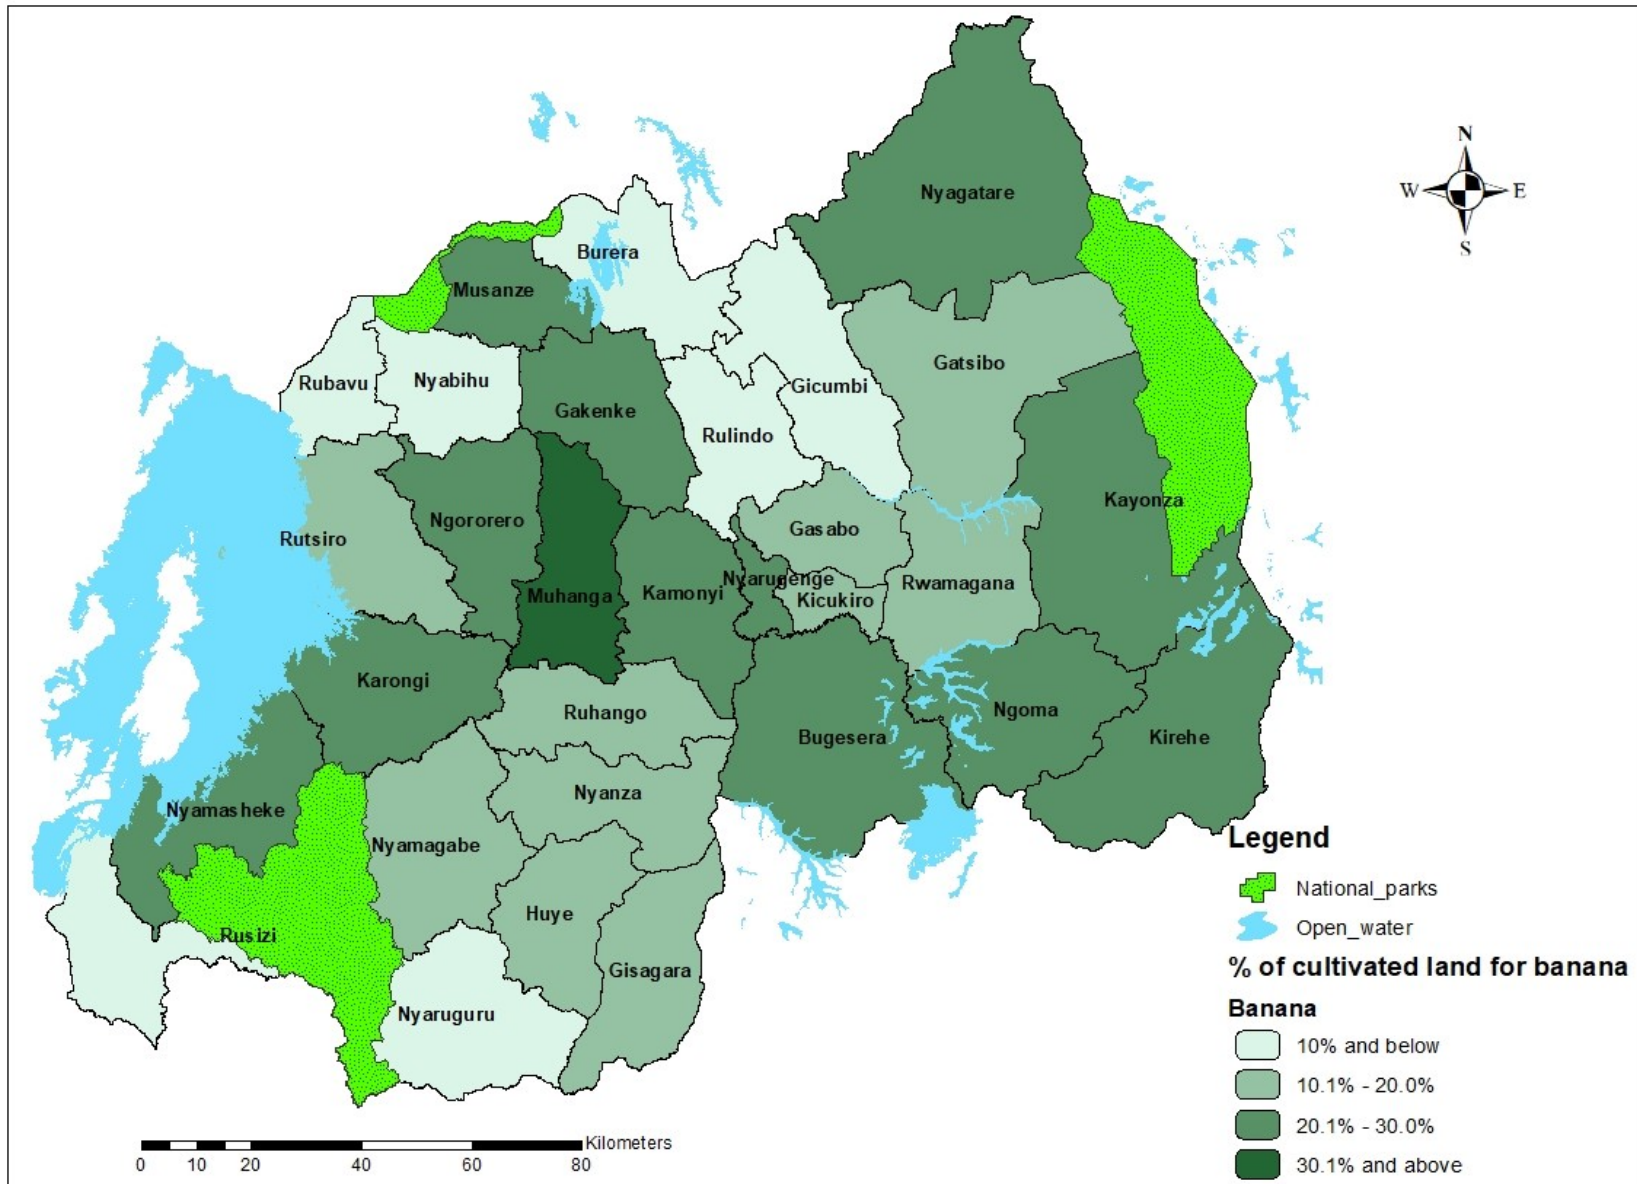 N
W E
S
Nyagatare
Burera
Musanze
Gatsibo
Rubavu
Nyabihu
Gicumbi
Gakenke
Rulindo
Kayonza
Ngororero
Gasabo
Rutsiro
Nyarugenge
Rwamagana
Muhanga
Kamonyi
Kicukiro
Karongi
Ruhango
Ngoma
Bugesera
Kirehe
Nyanza
Nyamasheke
Nyamagabe
Huye
Rusizi
Gisagara
Nyaruguru
Legend
National_parks
Open_water
% of cultivated land for banana
Banana
10% and below
10.1% - 20.0%
20.1% - 30.0%
30.1% and above
Kilometers
0 10 20 40 60 80